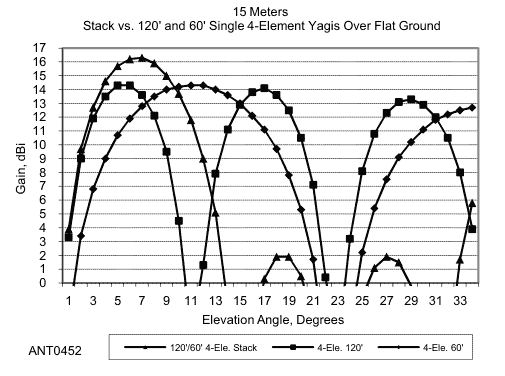 15 Meters
Stack vs. 120' and 60' Single 4-Element Yagis Over Flat Ground
Gain, dBi
17
16
15
14
13
12
11
10
9
8
7
6
5
4
3
2
1
0
1 3 5 7 9 11 13 15 17 19 21 23 25 27 29 31 33
Elevation Angle, Degrees
ANT0452
120'/60' 4-Ele. Stack 4-Ele. 120' 4-Ele. 60'